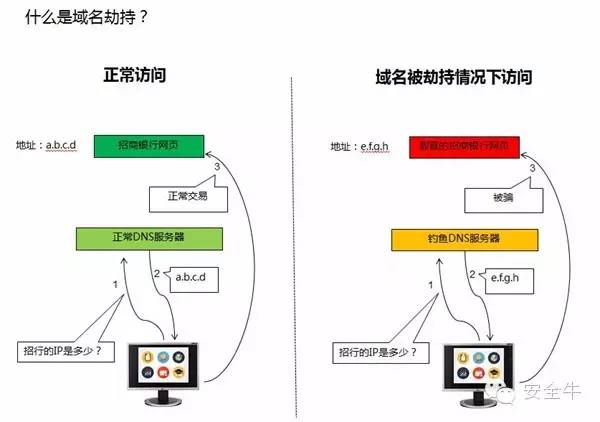 什么是域名劫持？
正常访问
域名被劫持情况下访问
地址：a.b.c.d
招商银行网页
3
正常交易
正常DNS服务器
1
2
a.b.c.d
招行的IP是多少？
地址：e.f.g.h
假冒的招商银行网页
3
被骗
钓鱼DNS服务器
1
2
e.f.g.h
招行的IP是多少？
安全牛